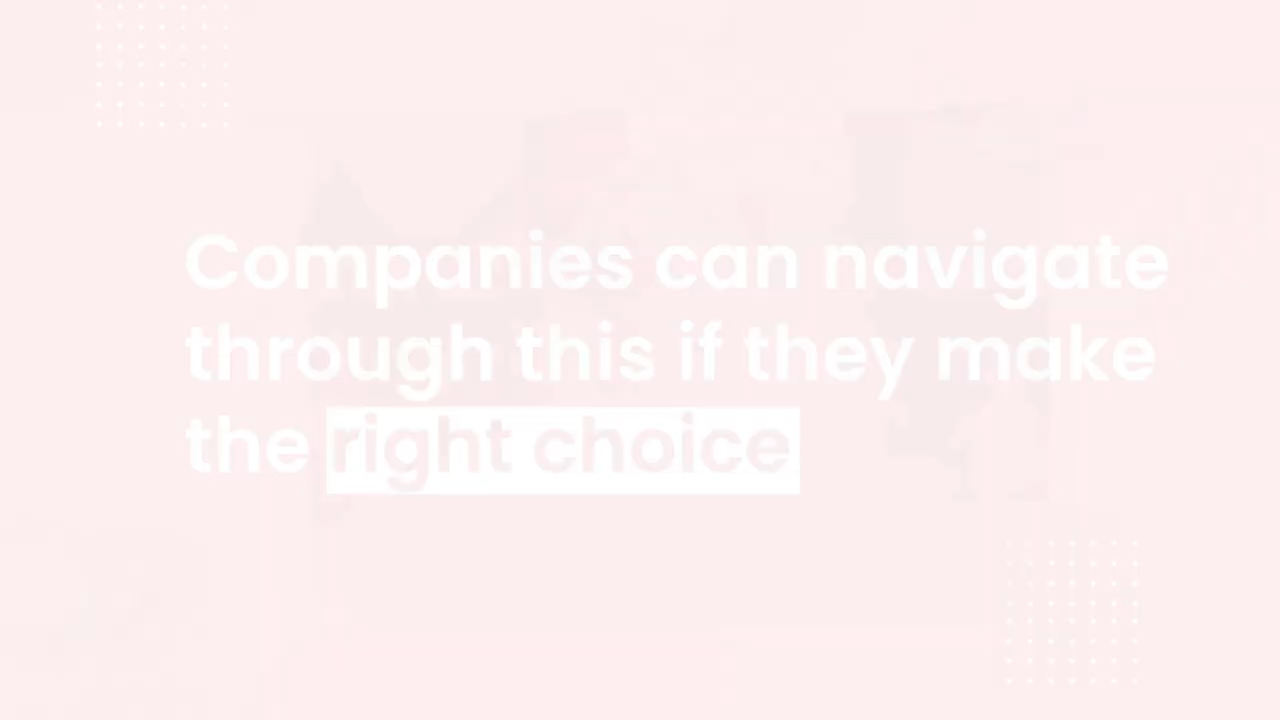 Companies can navigate
through this if they make
the right choice